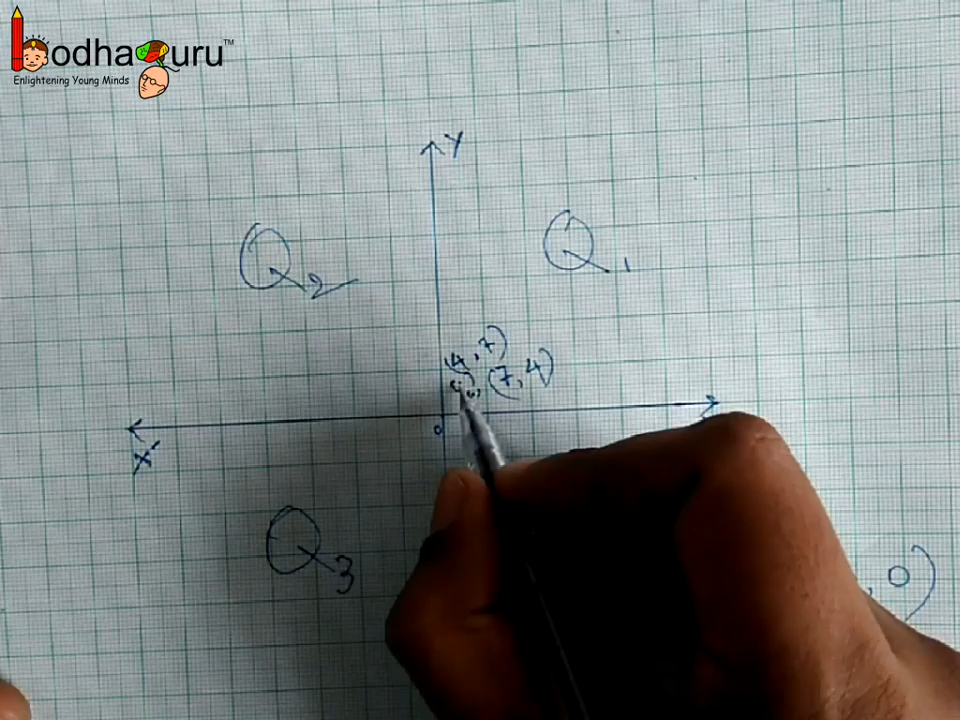 bodhaguru™
Enlightening Young Minds
Y
Q2
Q1
(4, 7)
(7, 4)
0
X'
Q3
, 0)